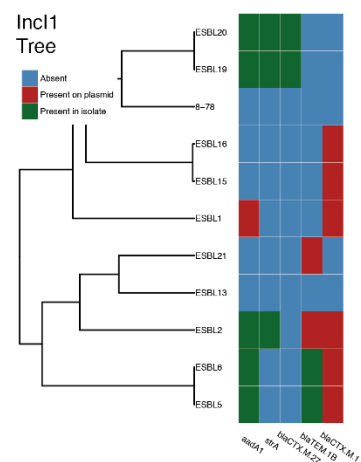 IncI1
Tree
Absent
Present on plasmid
Present in isolate
ESBL20
ESBL19
8-78
ESBL16
ESBL15
ESBL1
ESBL21
ESBL13
ESBL2
ESBL6
ESBL5
aadA1
strA
blaCTX.M.27
blaTEM.1B
blaCTX.M.1